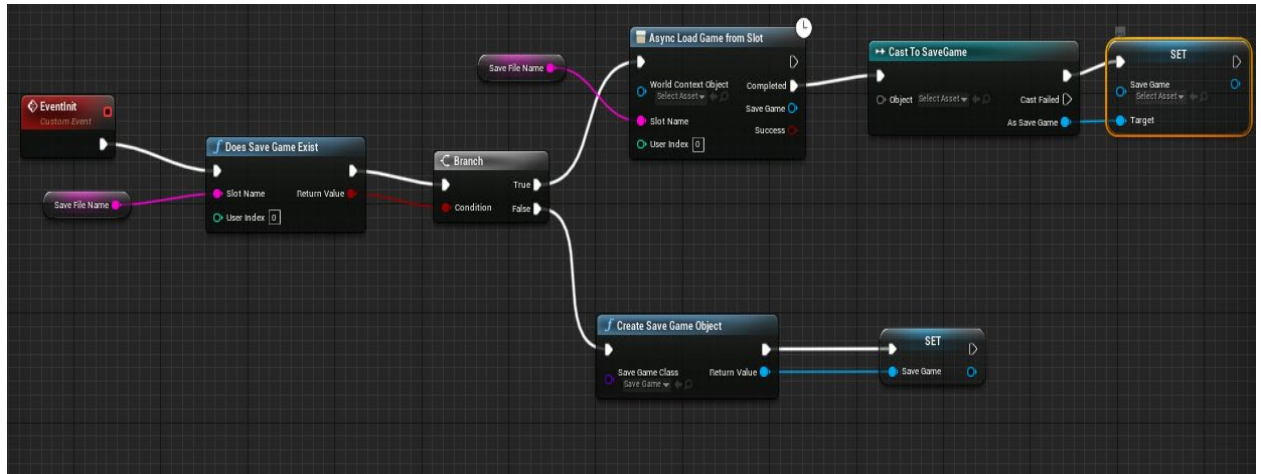 EventInit
Custom Event
Save File Name
Does Save Game Exist
Slot Name
Return Value
User Index 0
Branch
True
Condition
False
Save File Name
Async Load Game from Slot
World Context Object
Select Asset
Completed
Save Game
Slot Name
Success
User Index 0
Cast To SaveGame
Object Select Asset
Cast Failed
As Save Game
SET
Save Game
Select Asset
Target
Create Save Game Object
Save Game Class
Save Game
Return Value
SET
Save Game